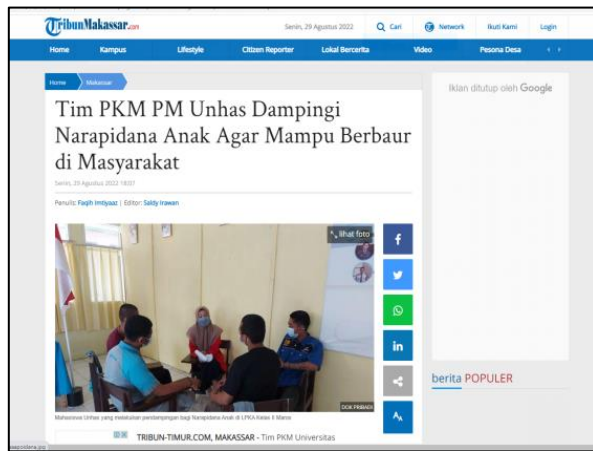 TribunMakassar.com
Senin, 29 Agustus 2022
Cari
Network
Ikuti Kami
Login
Home
Kampus
Lifestyle
Citizen Reporter
Lokal Bercerita
Video
Pesona Desa
Home
Makassar
Iklan ditutup oleh Google
Tim PKM PM Unhas Dampingi
Narapidana Anak Agar Mampu Berbaur
di Masyarakat
Senin, 29 Agustus 2022 18:07
Penulis: Faqih Imtiyaaz | Editor: Saldy Irawan
lihat foto
DOK PRIBADI
Mahasiswa Unhas yang melakukan pendampingan bagi Narapidana Anak di LPKA Kelas II Maros
berita POPULER
TRIBUN-TIMUR.COM, MAKASSAR - Tim PKM Universitas